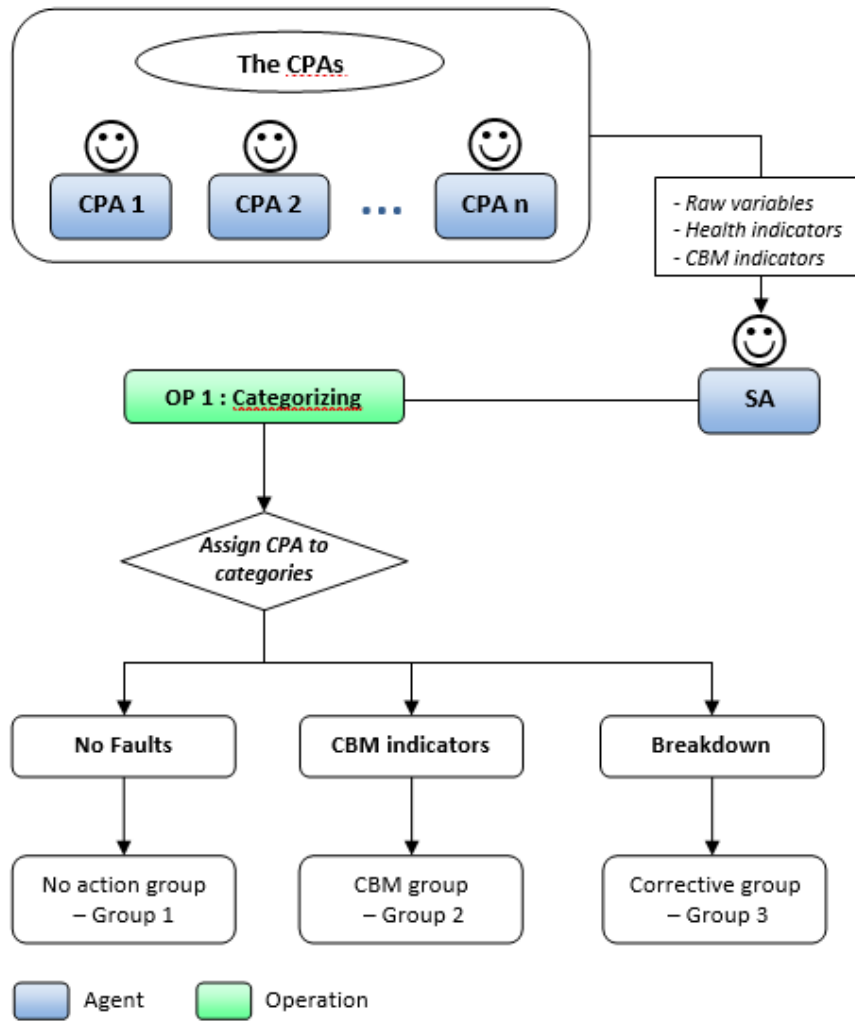 The CPAs
CPA 1
CPA 2
...
CPA n
- Raw variables
- Health indicators
- CBM indicators
OP 1 : Categorizing
SA
Assign CPA to
categories
No Faults
CBM indicators
Breakdown
No action group
– Group 1
CBM group
– Group 2
Corrective group
– Group 3
Agent
Operation